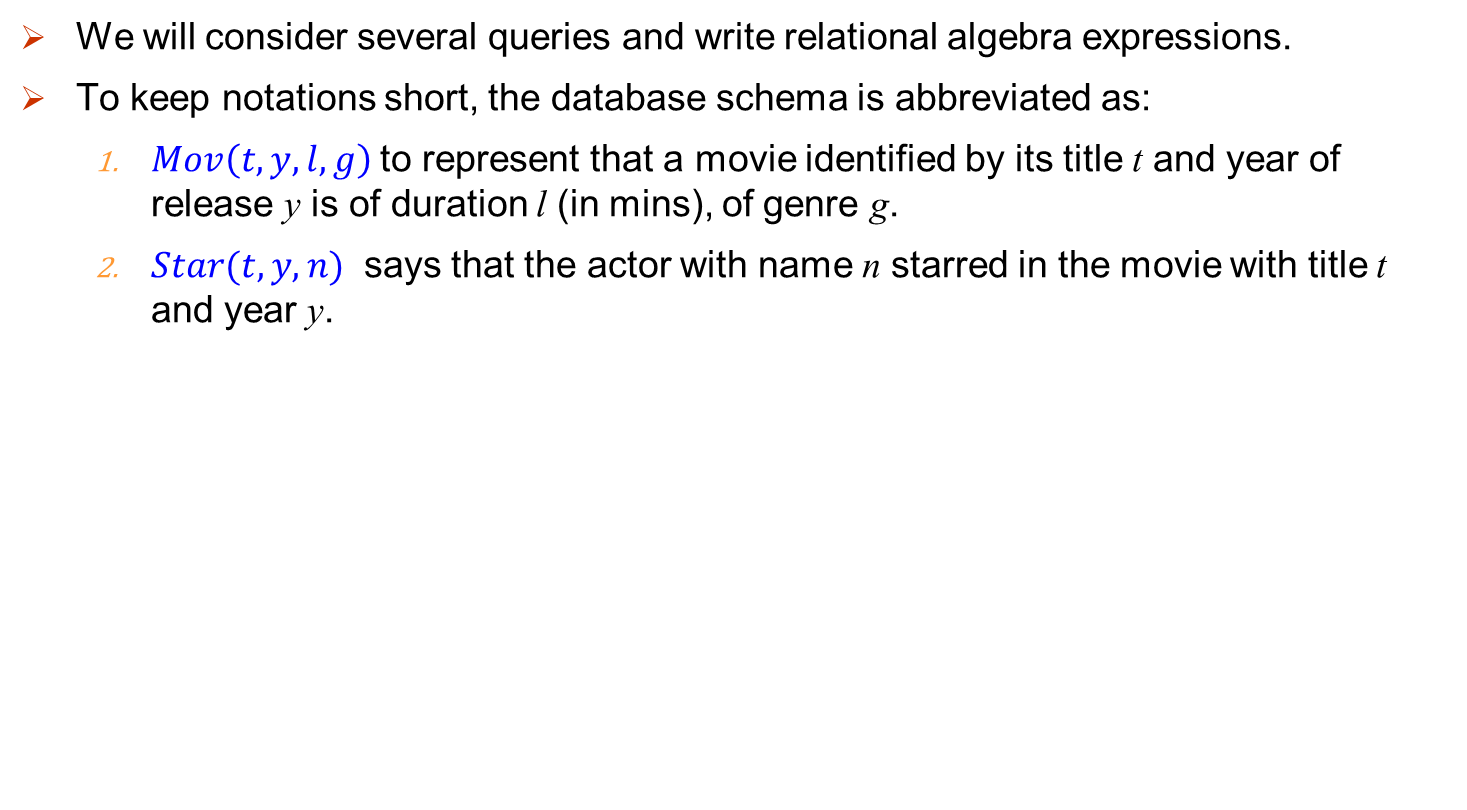 We will consider several queries and write relational algebra expressions.
To keep notations short, the database schema is abbreviated as:
1. Mov(t, y, l, g) to represent that a movie identified by its title t and year of
release y is of duration l (in mins), of genre g.
2. Star(t, y, n) says that the actor with name n starred in the movie with title t
and year y.